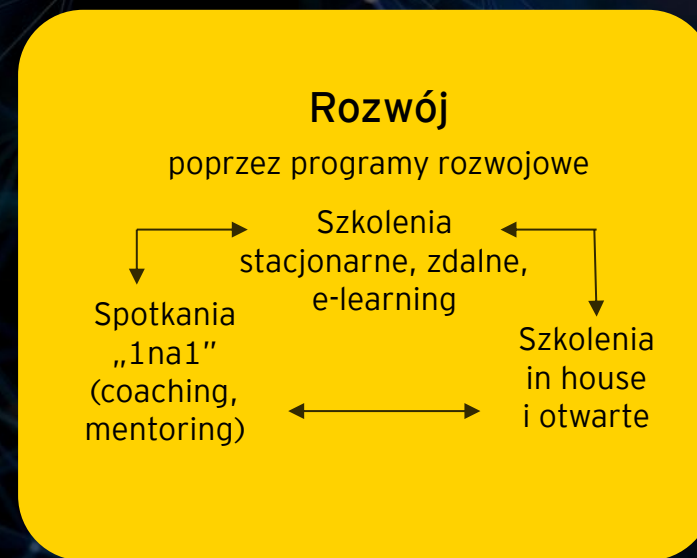 Rozwój
poprzez programy rozwojowe
Szkolenia
stacjonarne, zdalne,
e-learning
Spotkania
„1na1”
(coaching,
mentoring)
Szkolenia
in house
i otwarte